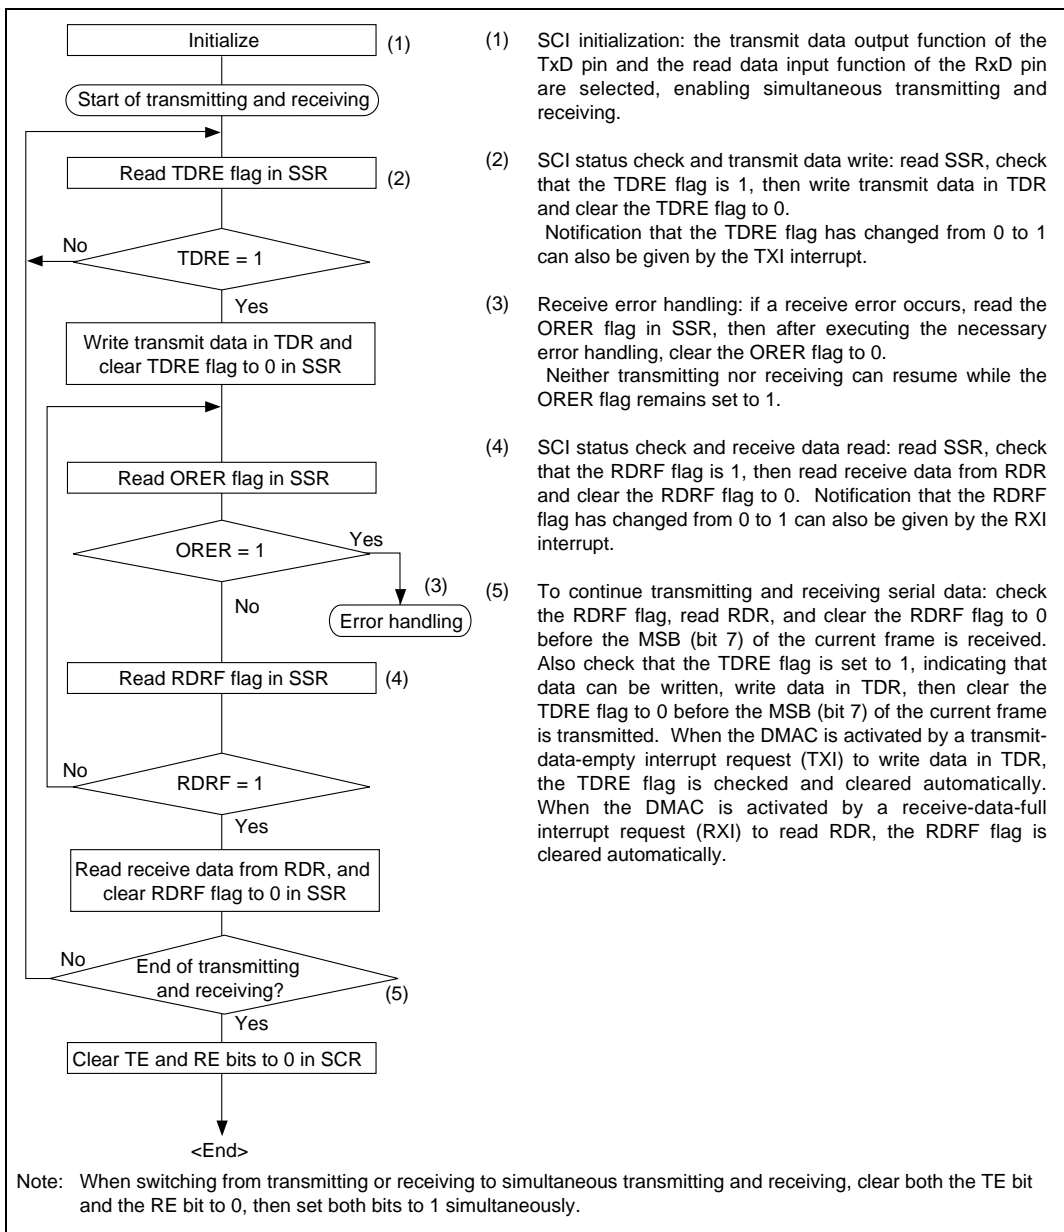 Initialize
(1)
Start of transmitting and receiving
Read TDRE flag in SSR
(2)
No
TDRE = 1
Yes
Write transmit data in TDR and
clear TDRE flag to 0 in SSR
Read ORER flag in SSR
ORER = 1
Yes
No
(3)
Error handling
Read RDRF flag in SSR
(4)
No
RDRF = 1
Yes
Read receive data from RDR, and
clear RDRF flag to 0 in SSR
No
End of transmitting
and receiving?
(5)
Yes
Clear TE and RE bits to 0 in SCR
<End>
(1) SCI initialization: the transmit data output function of the
TxD pin and the read data input function of the RxD pin
are selected, enabling simultaneous transmitting and
receiving.
(2) SCI status check and transmit data write: read SSR, check
that the TDRE flag is 1, then write transmit data in TDR
and clear the TDRE flag to 0.
Notification that the TDRE flag has changed from 0 to 1
can also be given by the TXI interrupt.
(3) Receive error handling: if a receive error occurs, read the
ORER flag in SSR, then after executing the necessary
error handling, clear the ORER flag to 0.
Neither transmitting nor receiving can resume while the
ORER flag remains set to 1.
(4) SCI status check and receive data read: read SSR, check
that the RDRF flag is 1, then read receive data from RDR
and clear the RDRF flag to 0. Notification that the RDRF
flag has changed from 0 to 1 can also be given by the RXI
interrupt.
(5) To continue transmitting and receiving serial data: check
the RDRF flag, read RDR, and clear the RDRF flag to 0
before the MSB (bit 7) of the current frame is received.
Also check that the TDRE flag is set to 1, indicating that
data can be written, write data in TDR, then clear the
TDRE flag to 0 before the MSB (bit 7) of the current frame
is transmitted. When the DMAC is activated by a transmit-
data-empty interrupt request (TXI) to write data in TDR,
the TDRE flag is checked and cleared automatically.
When the DMAC is activated by a receive-data-full
interrupt request (RXI) to read RDR, the RDRF flag is
cleared automatically.
Note: When switching from transmitting or receiving to simultaneous transmitting and receiving, clear both the TE bit
and the RE bit to 0, then set both bits to 1 simultaneously.